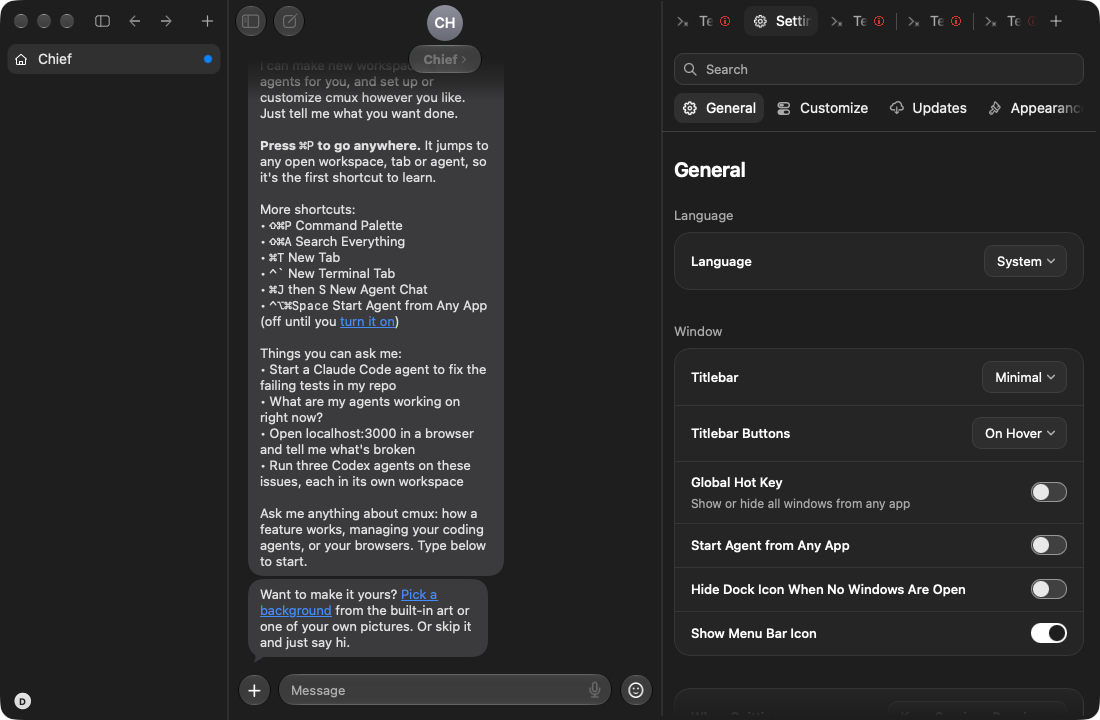 Chief
CH
Chief ›
I can make new workspac
agents for you, and set up or
customize cmux however you like.
Just tell me what you want done.
Press ⌘P to go anywhere. It jumps to
any open workspace, tab or agent, so
it's the first shortcut to learn.
More shortcuts:
• ⇧⌘P Command Palette
• ⇧⌘A Search Everything
• ⌘T New Tab
• ^` New Terminal Tab
• ⌘J then S New Agent Chat
• ^⌥⌘Space Start Agent from Any App
(off until you turn it on)
Things you can ask me:
• Start a Claude Code agent to fix the
failing tests in my repo
• What are my agents working on
right now?
• Open localhost:3000 in a browser
and tell me what's broken
• Run three Codex agents on these
issues, each in its own workspace
Ask me anything about cmux: how a
feature works, managing your coding
agents, or your browsers. Type below
to start.
Want to make it yours? Pick a
background from the built-in art or
one of your own pictures. Or skip it
and just say hi.
Message
D
Te Settin Te Te Te
Search
General Customize Updates Appearanc
General
Language
Language System
Window
Titlebar Minimal
Titlebar Buttons On Hover
Global Hot Key
Show or hide all windows from any app
Start Agent from Any App
Hide Dock Icon When No Windows Are Open
Show Menu Bar Icon